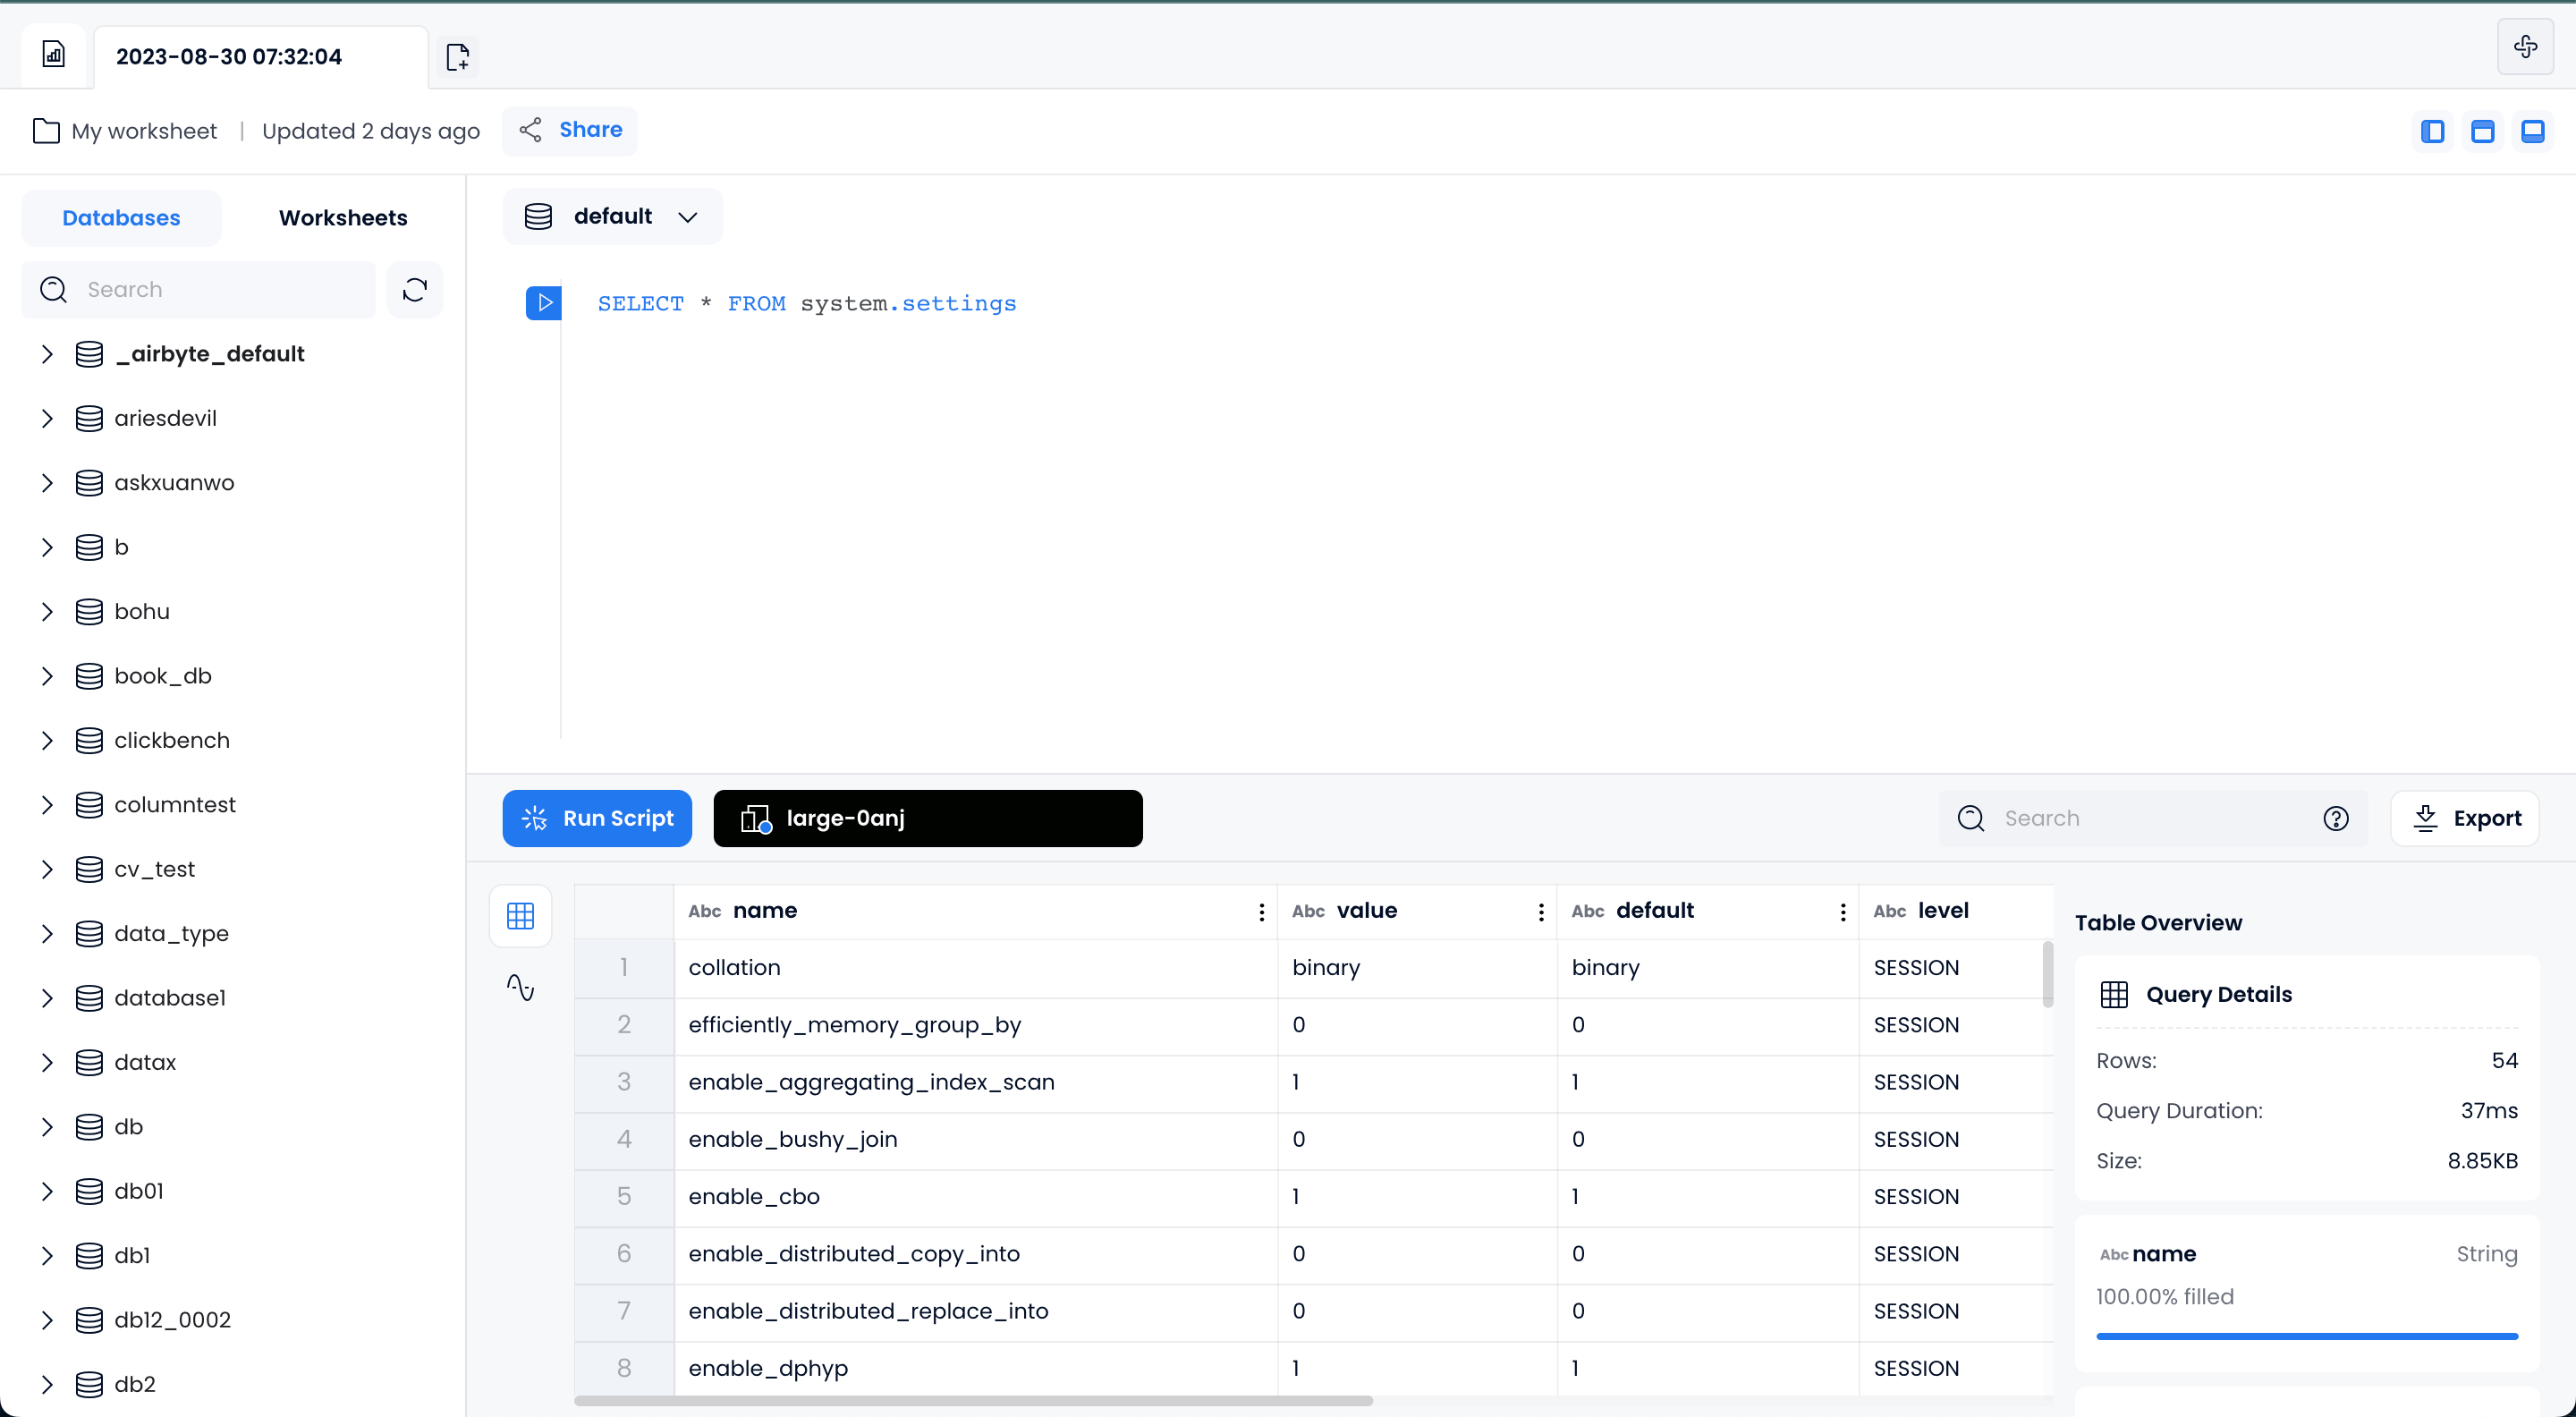 2023-08-30 07:32:04
My worksheet | Updated 2 days ago Share
Databases Worksheets
Search
_airbyte_default
ariesdevil
askxuanwo
b
bohu
book_db
clickbench
columntest
cv_test
data_type
database1
datax
db
db01
db1
db12_0002
db2
default
SELECT * FROM system.settings
Run Script large-0anj Search Export
Abc name Abc value Abc default Abc level
1 collation binary binary SESSION
2 efficiently_memory_group_by 0 0 SESSION
3 enable_aggregating_index_scan 1 1 SESSION
4 enable_bushy_join 0 0 SESSION
5 enable_cbo 1 1 SESSION
6 enable_distributed_copy_into 0 0 SESSION
7 enable_distributed_replace_into 0 0 SESSION
8 enable_dphyp 1 1 SESSION
Table Overview
Query Details
Rows: 54
Query Duration: 37ms
Size: 8.85KB
Abc name String
100.00% filled